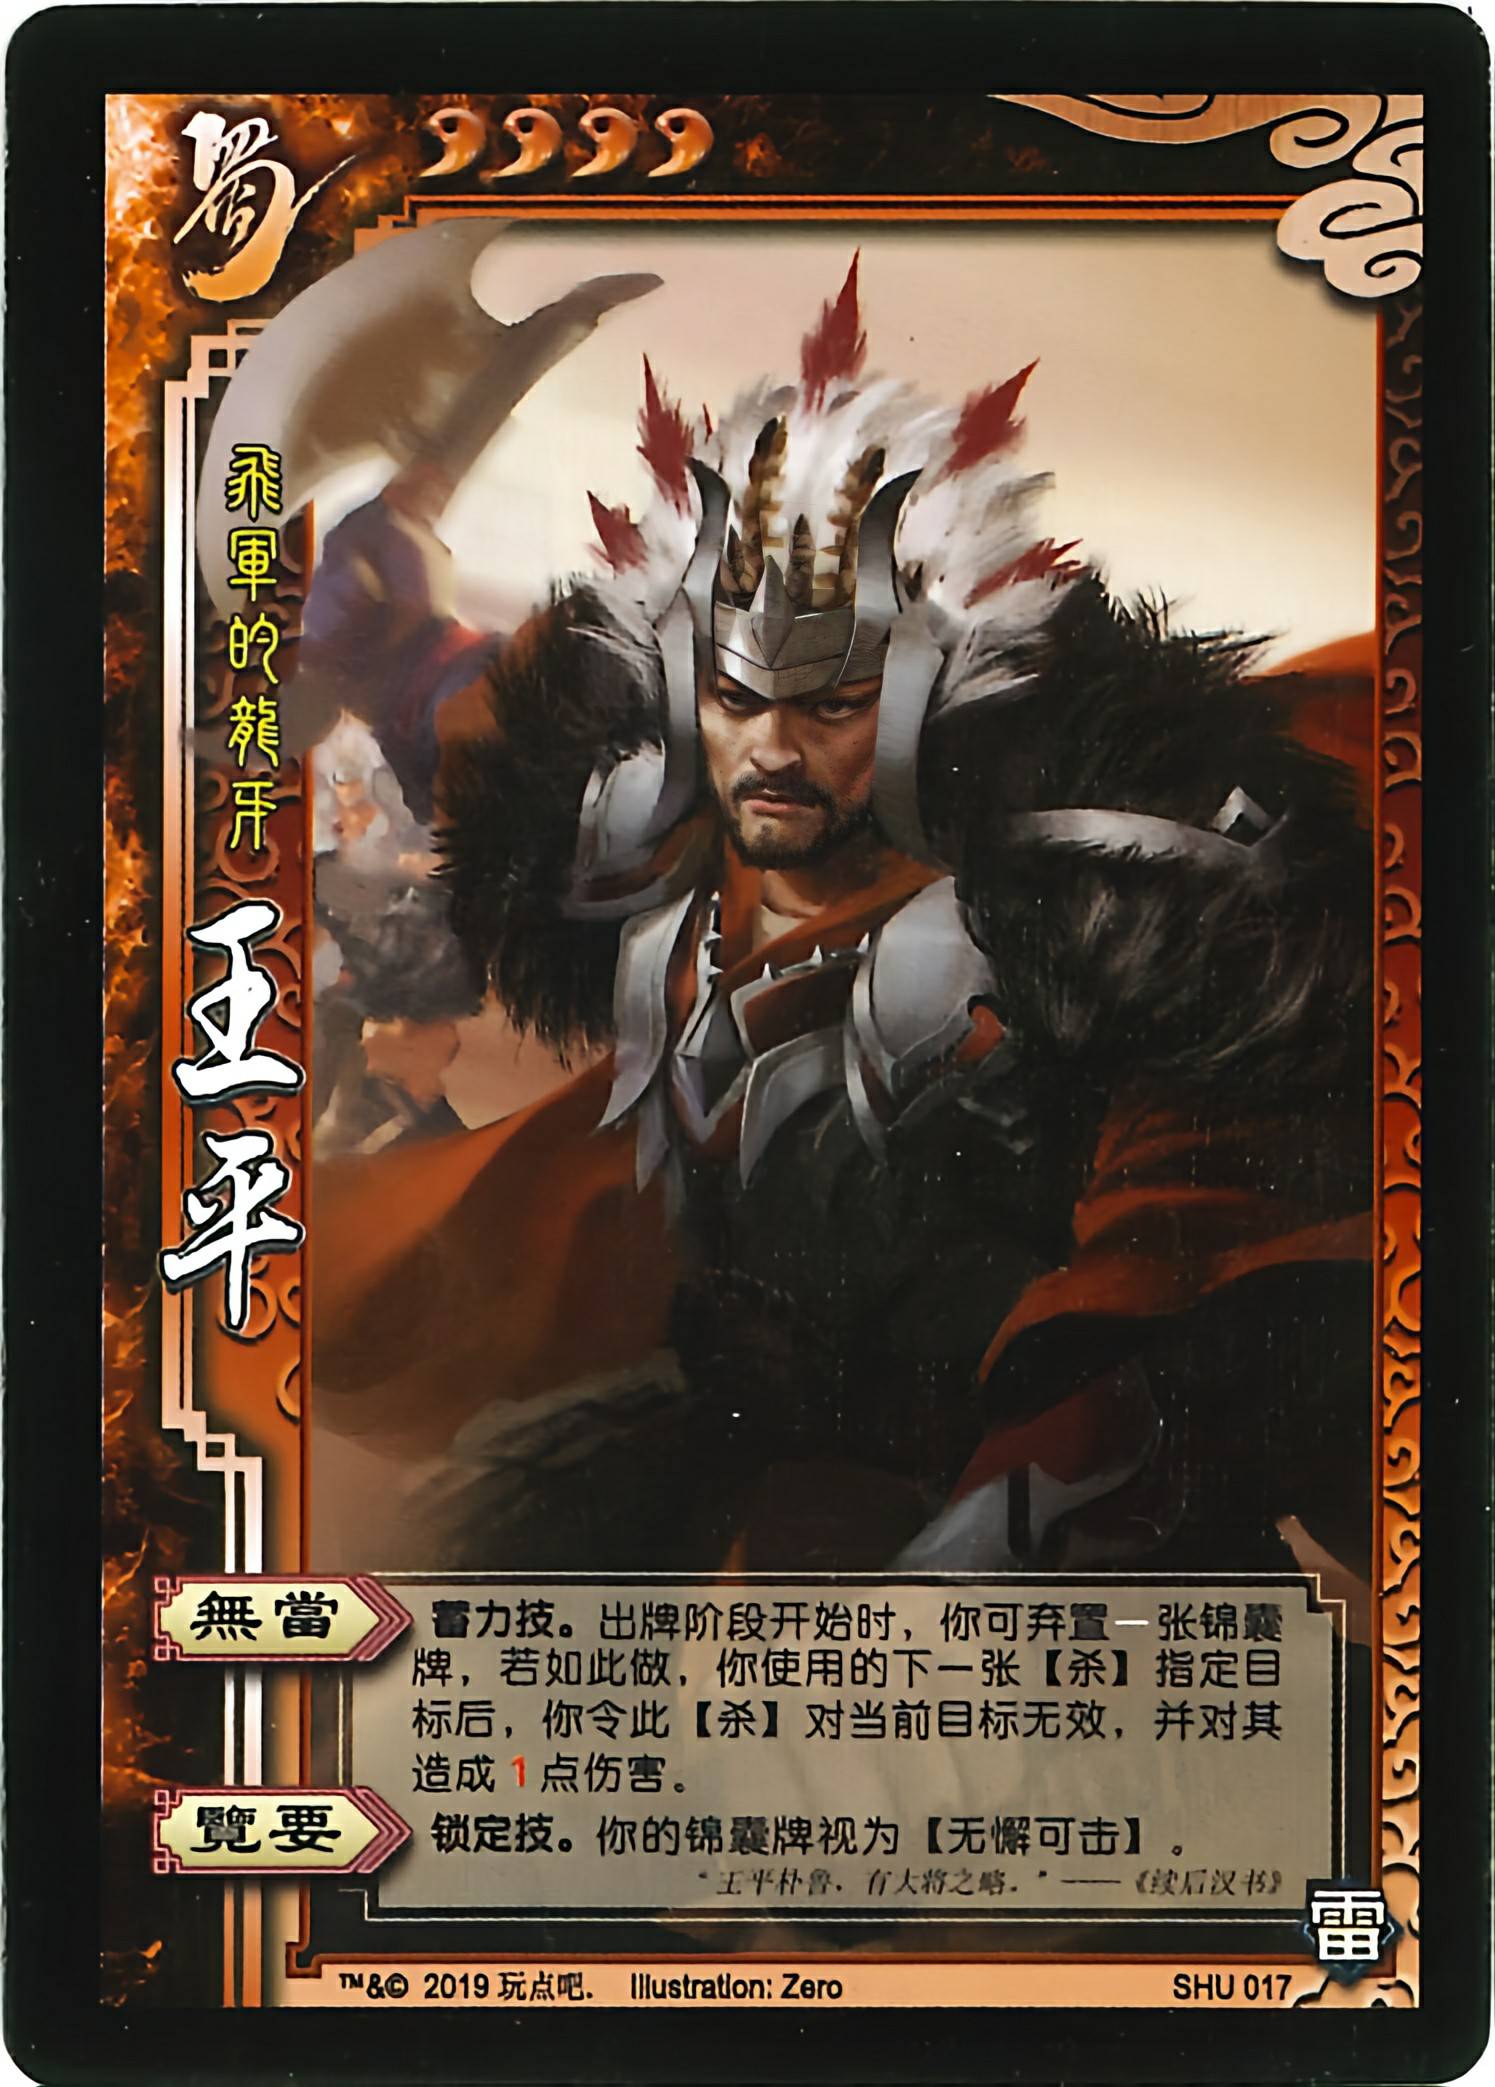 蜀
飛軍的龍牙
王平
無當
蓄力技。出牌阶段开始时，你可弃置一张锦囊
牌，若如此做，你使用的下一张【杀】指定目
标后，你令此【杀】对当前目标无效，并对其
造成 1 点伤害。
覽要
锁定技。你的锦囊牌视为【无懈可击】。
“王平朴鲁，有大将之略。”——《续后汉书》
雷
™&© 2019 玩点吧. Illustration: Zero
SHU 017